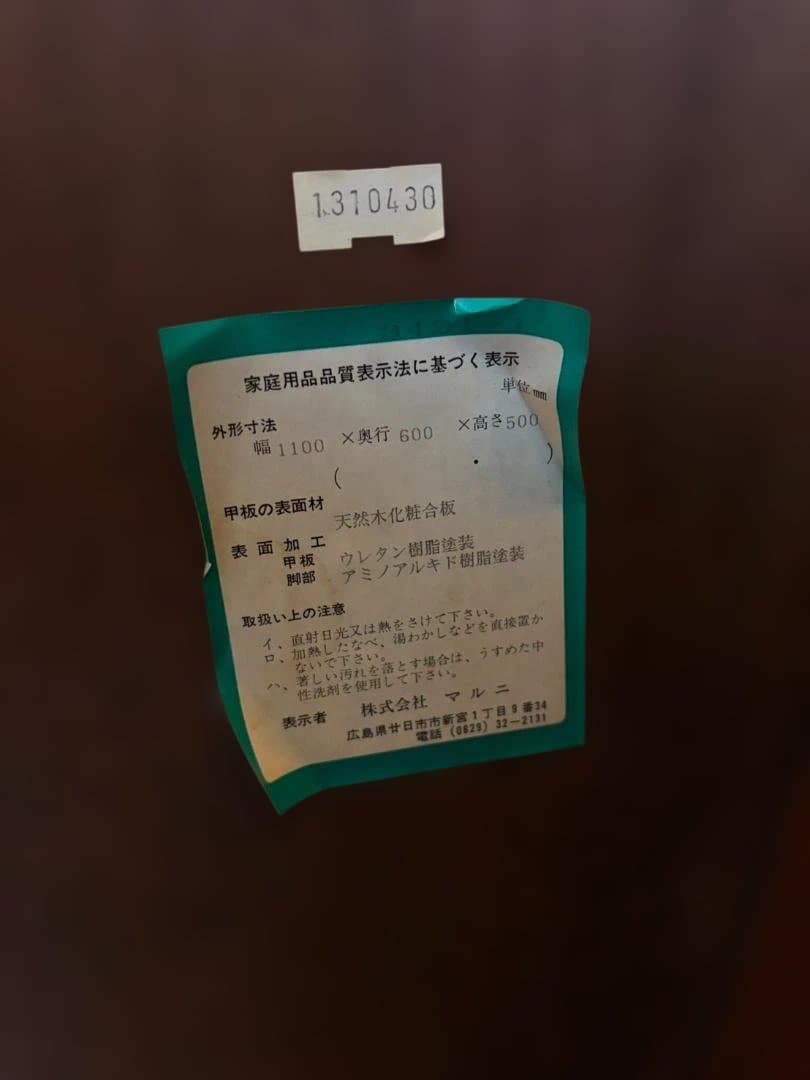 1310430
家庭用品品質表示法に基づく表示
単位mm
外形寸法
幅1100 ×奥行600 ×高さ500
( ・ )
甲板の表面材
天然木化粧合板
表面加工
甲板 ウレタン樹脂塗装
脚部 アミノアルキド樹脂塗装
取扱い上の注意
イ、直射日光又は熱をさけて下さい。
ロ、加熱したなべ、湯わかしなどを直接置か
ないで下さい。
ハ、著しい汚れを落とす場合は、うすめた中
性洗剤を使用して下さい。
表示者 株式会社 マルニ
広島県廿日市市新宮1丁目9番34
電話(0829)32-2131